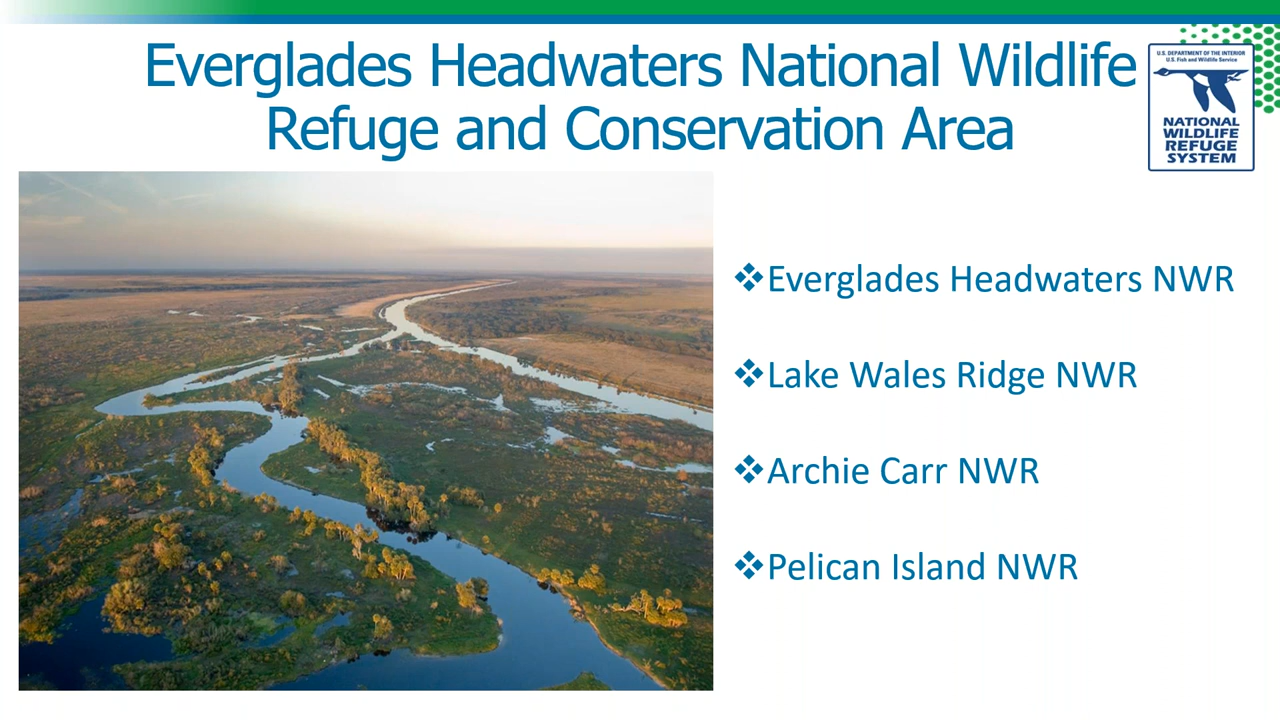 Everglades Headwaters National Wildlife
Refuge and Conservation Area
U.S. DEPARTMENT OF THE INTERIOR
U.S. Fish and Wildlife Service
NATIONAL
WILDLIFE
REFUGE
SYSTEM
❖Everglades Headwaters NWR
❖Lake Wales Ridge NWR
❖Archie Carr NWR
❖Pelican Island NWR